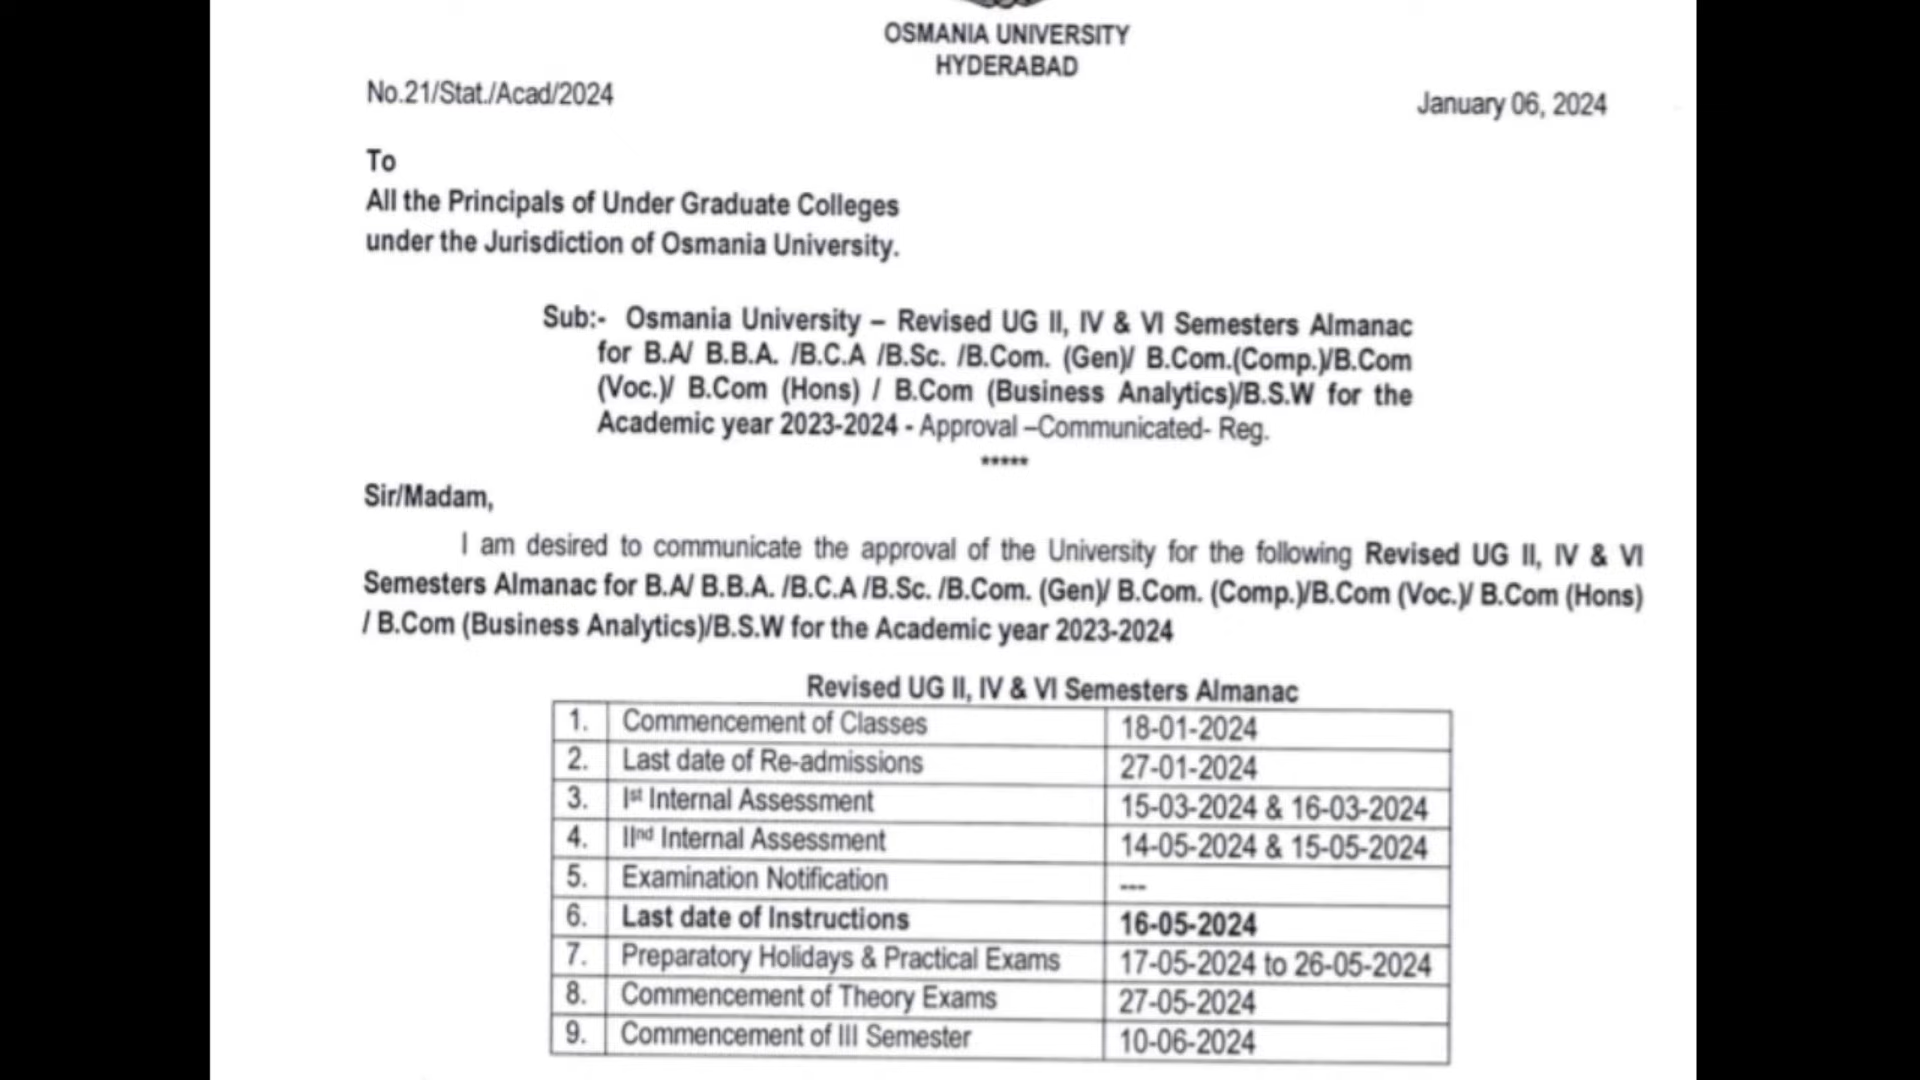 OSMANIA UNIVERSITY
HYDERABAD
No.21/Stat./Acad/2024
January 06, 2024
To
All the Principals of Under Graduate Colleges
under the Jurisdiction of Osmania University.
Sub:- Osmania University – Revised UG II, IV & VI Semesters Almanac
for B.A/ B.B.A. /B.C.A /B.Sc. /B.Com. (Gen)/ B.Com.(Comp.)/B.Com
(Voc.)/ B.Com (Hons) / B.Com (Business Analytics)/B.S.W for the
Academic year 2023-2024 - Approval –Communicated- Reg.
*****
Sir/Madam,
I am desired to communicate the approval of the University for the following Revised UG II, IV & VI
Semesters Almanac for B.A/ B.B.A. /B.C.A /B.Sc. /B.Com. (Gen)/ B.Com. (Comp.)/B.Com (Voc.)/ B.Com (Hons)
/ B.Com (Business Analytics)/B.S.W for the Academic year 2023-2024
Revised UG II, IV & VI Semesters Almanac
1. Commencement of Classes 18-01-2024
2. Last date of Re-admissions 27-01-2024
3. Ist Internal Assessment 15-03-2024 & 16-03-2024
4. IInd Internal Assessment 14-05-2024 & 15-05-2024
5. Examination Notification ---
6. Last date of Instructions 16-05-2024
7. Preparatory Holidays & Practical Exams 17-05-2024 to 26-05-2024
8. Commencement of Theory Exams 27-05-2024
9. Commencement of III Semester 10-06-2024